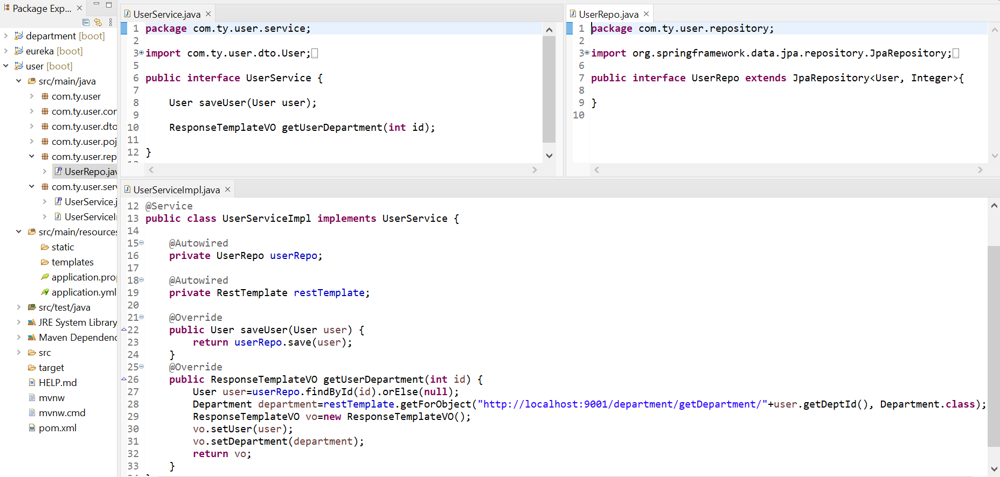 Package Exp...
department [boot]
eureka [boot]
user [boot]
src/main/java
com.ty.user
com.ty.user.con
com.ty.user.dto
com.ty.user.poj
com.ty.user.rep
UserRepo.jav
com.ty.user.serv
UserService.j
UserServiceI
src/main/resources
static
templates
application.prop
application.yml
src/test/java
JRE System Library
Maven Dependenc
src
target
HELP.md
mvnw
mvnw.cmd
pom.xml
UserService.java
1 package com.ty.user.service;
2
3 import com.ty.user.dto.User;
5
6 public interface UserService {
7
8     User saveUser(User user);
9
10     ResponseTemplateVO getUserDepartment(int id);
11
12 }
UserRepo.java
1 package com.ty.user.repository;
2
3 import org.springframework.data.jpa.repository.JpaRepository;
6
7 public interface UserRepo extends JpaRepository<User, Integer>{
8
9 }
10
UserServiceImpl.java
12 @Service
13 public class UserServiceImpl implements UserService {
14
15     @Autowired
16     private UserRepo userRepo;
17
18     @Autowired
19     private RestTemplate restTemplate;
20
21     @Override
22     public User saveUser(User user) {
23         return userRepo.save(user);
24     }
25     @Override
26     public ResponseTemplateVO getUserDepartment(int id) {
27         User user=userRepo.findById(id).orElse(null);
28         Department department=restTemplate.getForObject("http://localhost:9001/department/getDepartment/"+user.getDeptId(), Department.class);
29         ResponseTemplateVO vo=new ResponseTemplateVO();
30         vo.setUser(user);
31         vo.setDepartment(department);
32         return vo;
33     }